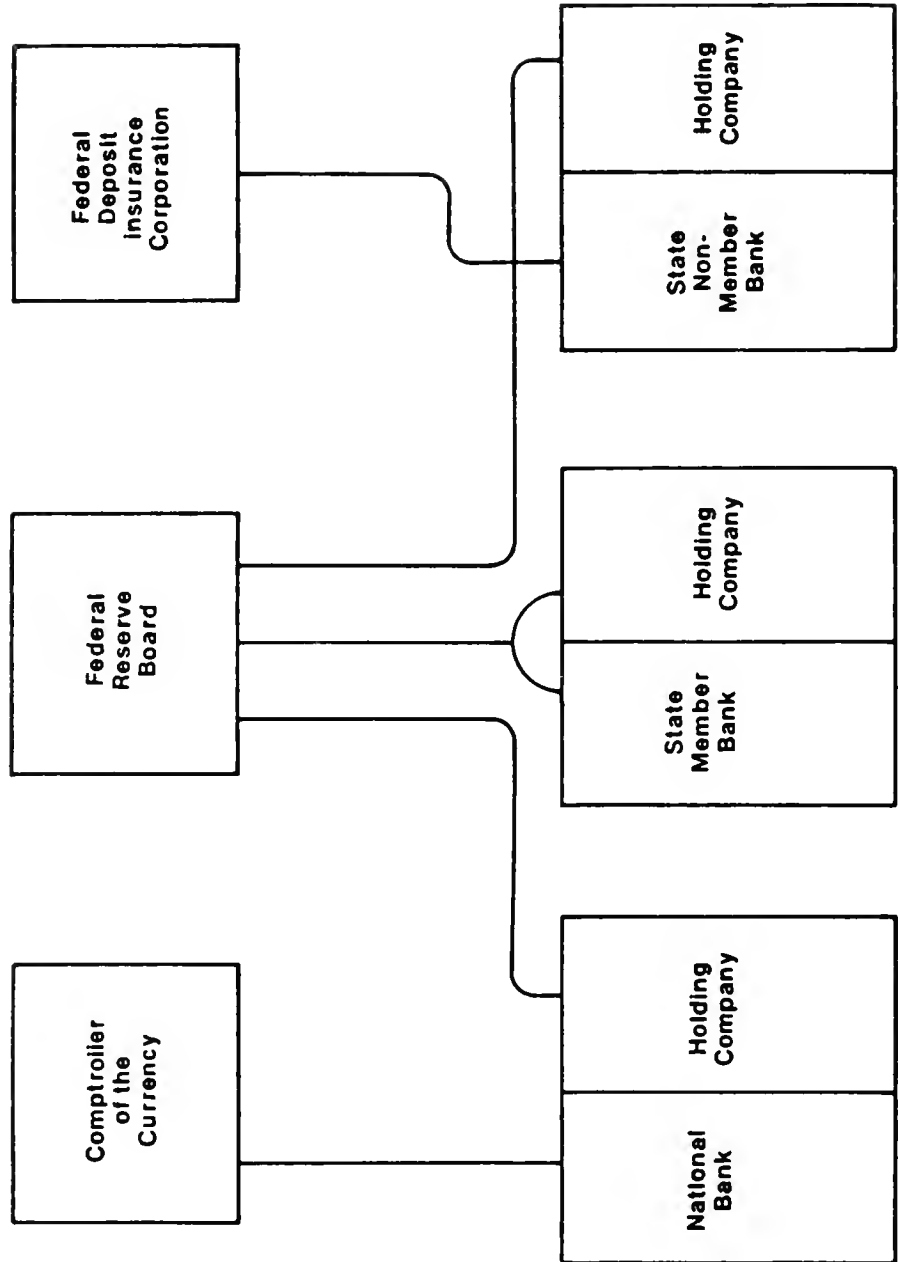 Comptroller
of the
Currency
Federal
Reserve
Board
Federal
Deposit
Insurance
Corporation
National
Bank
Holding
Company
State
Member
Bank
Holding
Company
State
Non-
Member
Bank
Holding
Company